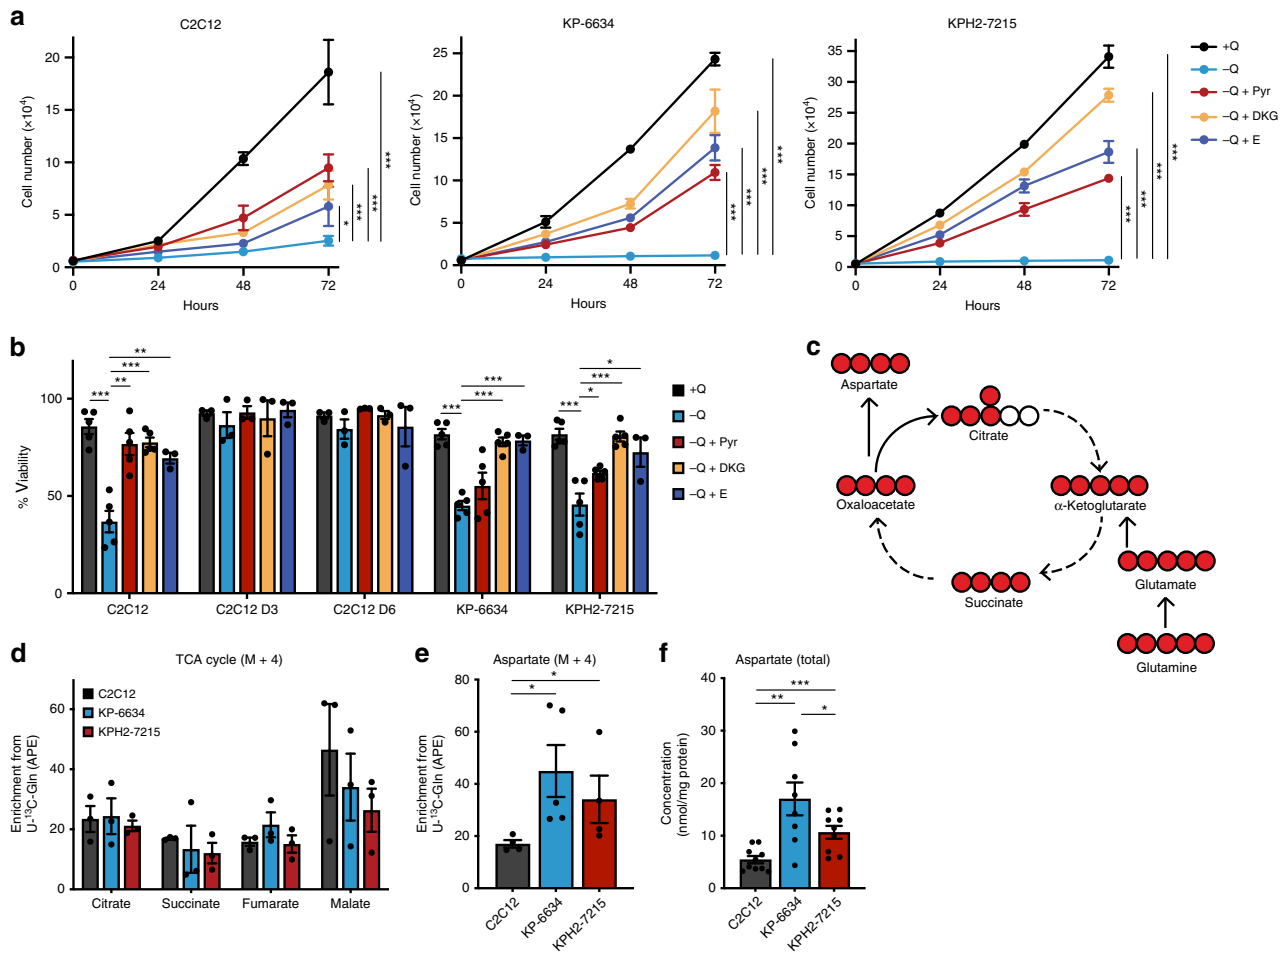 a
C2C12
KP-6634
KPH2-7215
Cell number (×10⁴)
20
15
10
5
0
0 24 48 72
Hours
*
***
***
***
Cell number (×10⁴)
25
20
15
10
5
0
0 24 48 72
Hours
***
***
***
***
Cell number (×10⁴)
35
30
25
20
15
10
5
0
0 24 48 72
Hours
***
***
***
***
+Q
–Q
–Q + Pyr
–Q + DKG
–Q + E
b
% Viability
100
50
0
***
**
***
**
***
***
***
***
*
***
*
C2C12
C2C12 D3
C2C12 D6
KP-6634
KPH2-7215
+Q
–Q
–Q + Pyr
–Q + DKG
–Q + E
c
Aspartate
Citrate
Oxaloacetate
α-Ketoglutarate
Succinate
Glutamate
Glutamine
d
TCA cycle (M + 4)
Enrichment from
U-¹³C-Gln (APE)
60
40
20
0
C2C12
KP-6634
KPH2-7215
Citrate
Succinate
Fumarate
Malate
e
Aspartate (M + 4)
Enrichment from
U-¹³C-Gln (APE)
80
60
40
20
0
*
*
C2C12
KP-6634
KPH2-7215
f
Aspartate (total)
Concentration
(nmol/mg protein)
40
30
20
10
0
***
**
*
C2C12
KP-6634
KPH2-7215